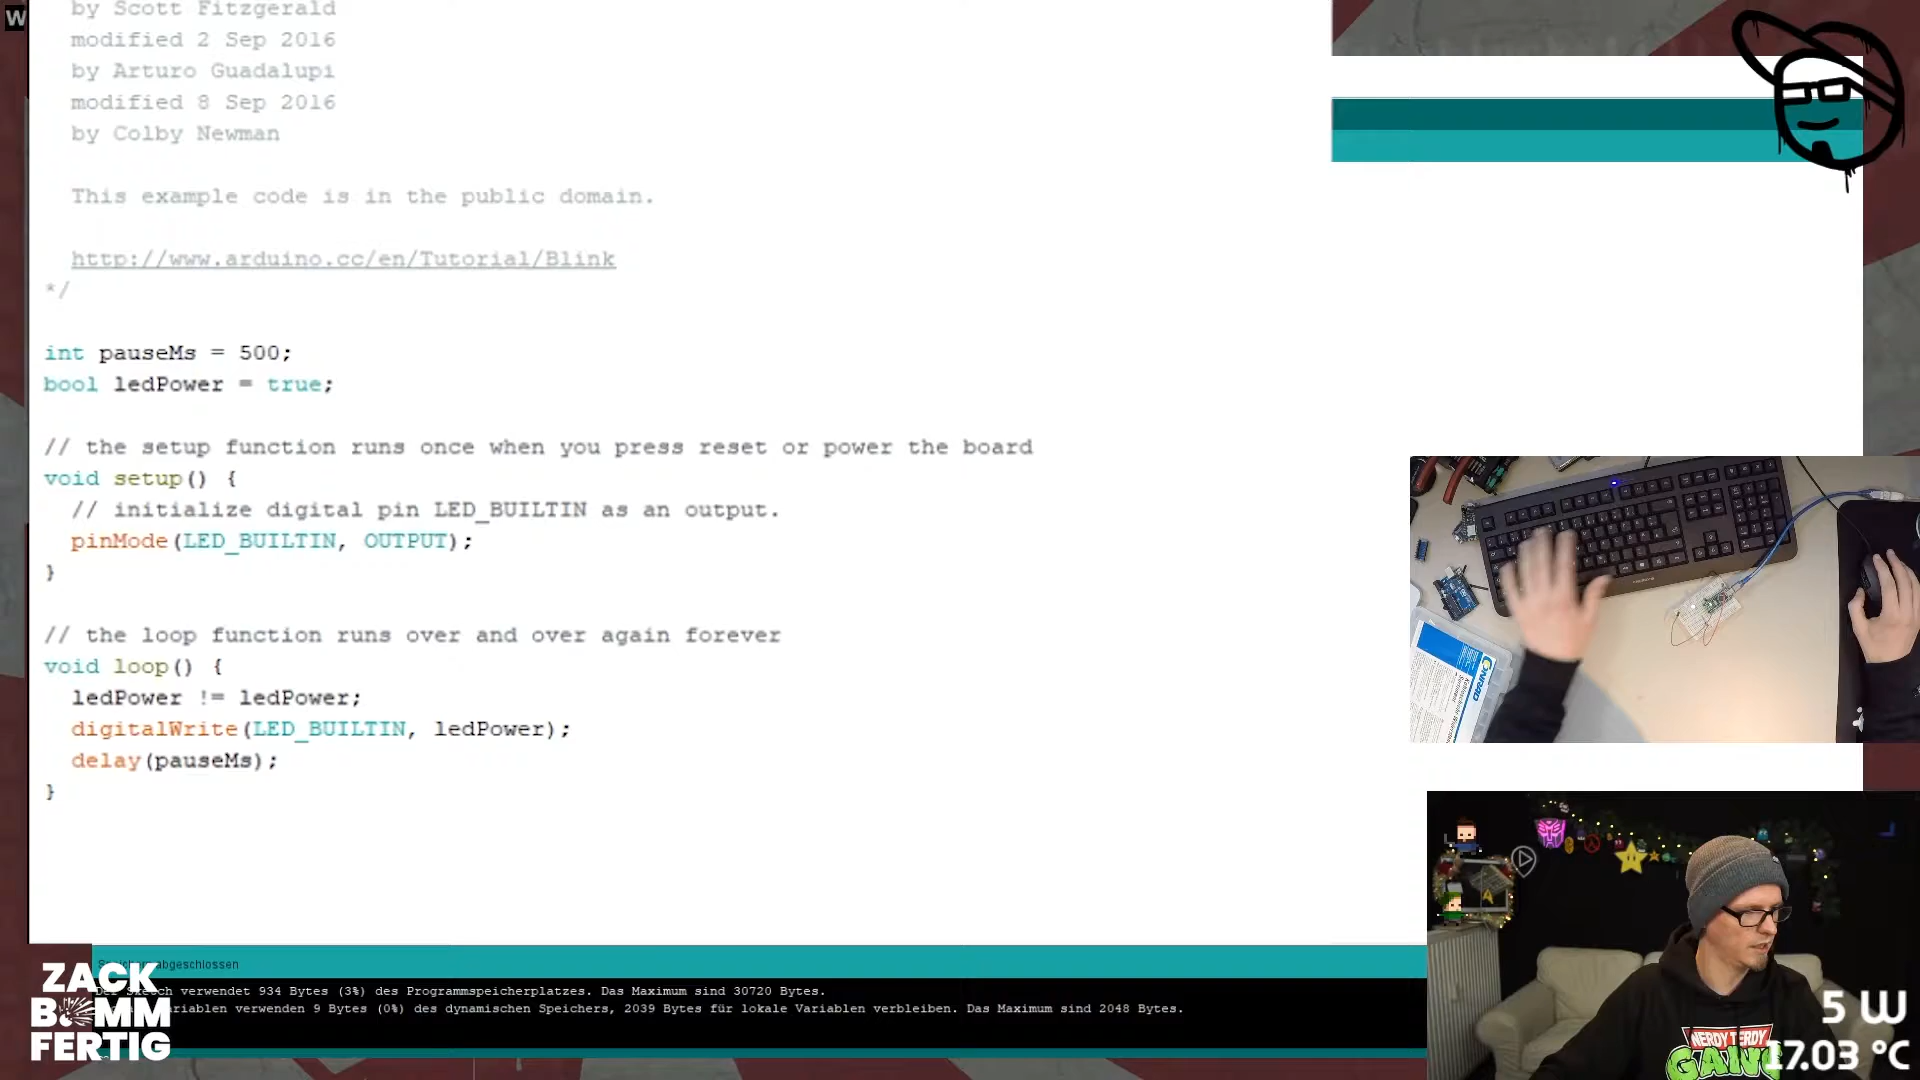 W
by Scott Fitzgerald
modified 2 Sep 2016
by Arturo Guadalupi
modified 8 Sep 2016
by Colby Newman
This example code is in the public domain.
http://www.arduino.cc/en/Tutorial/Blink
*/
int pauseMs = 500;
bool ledPower = true;
// the setup function runs once when you press reset or power the board
void setup() {
// initialize digital pin LED_BUILTIN as an output.
pinMode(LED_BUILTIN, OUTPUT);
}
// the loop function runs over and over again forever
void loop() {
ledPower != ledPower;
digitalWrite(LED_BUILTIN, ledPower);
delay(pauseMs);
}
CONRAD
abgeschlossen
Sketch verwendet 934 Bytes (3%) des Programmspeicherplatzes. Das Maximum sind 30720 Bytes.
verwenden 9 Bytes (0%) des dynamischen Speichers, 2039 Bytes für lokale Variablen verbleiben. Das Maximum sind 2048 Bytes.
ZACK
BOMM
FERTIG
NERDY TERDY
GANG
5 W
17.03 °C